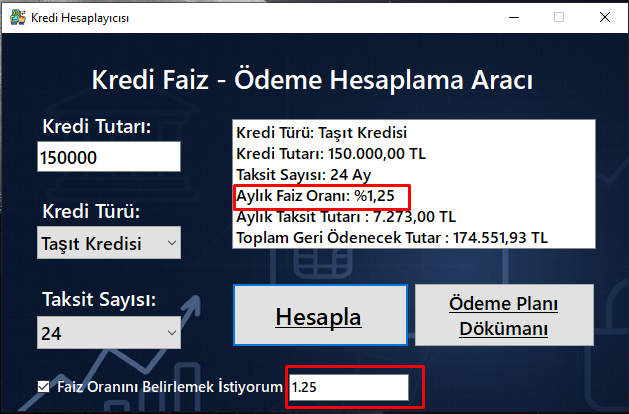 Kredi Hesaplayıcısı
Kredi Faiz - Ödeme Hesaplama Aracı
Kredi Tutarı:
150000
Kredi Türü:
Taşıt Kredisi
Taksit Sayısı:
24
Kredi Türü: Taşıt Kredisi
Kredi Tutarı: 150.000,00 TL
Taksit Sayısı: 24 Ay
Aylık Faiz Oranı: %1,25
Aylık Taksit Tutarı : 7.273,00 TL
Toplam Geri Ödenecek Tutar : 174.551,93 TL
Hesapla
Ödeme Planı
Dökümanı
Faiz Oranını Belirlemek İstiyorum
1.25